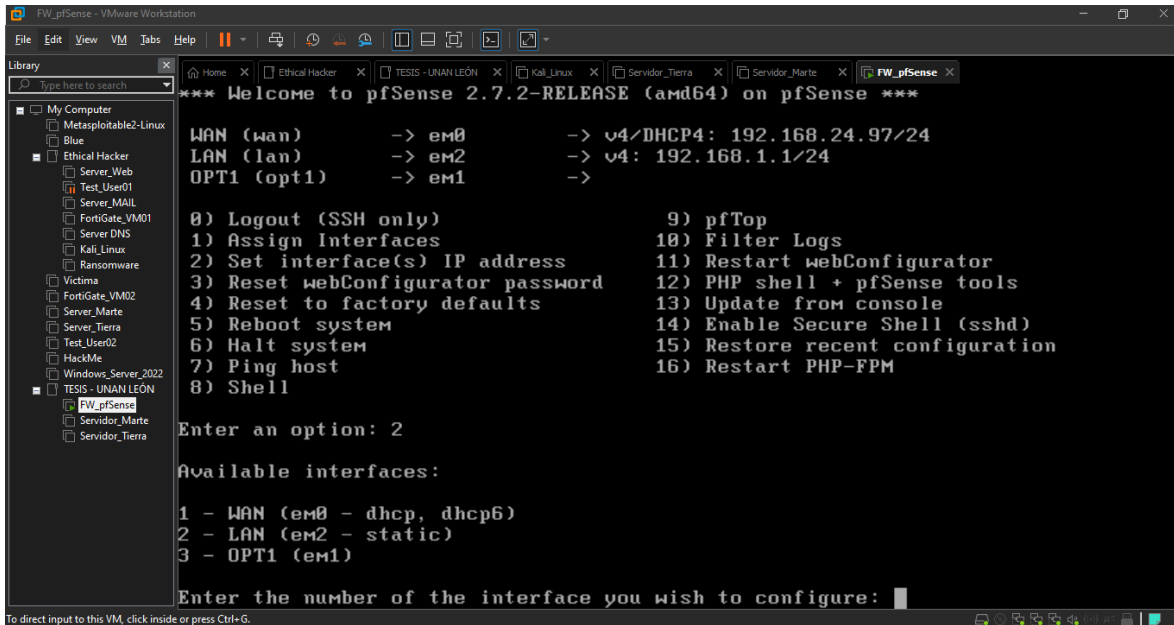 FW_pfSense - VMware Workstation
File Edit View VM Tabs Help
Library
Type here to search
My Computer
Metasploitable2-Linux
Blue
Ethical Hacker
Server_Web
Test_User01
Server_MAIL
FortiGate_VM01
Server DNS
Kali_Linux
Ransomware
Victima
FortiGate_VM02
Server_Marte
Server_Tierra
Test_User02
HackMe
Windows_Server_2022
TESIS - UNAN LEÓN
FW_pfSense
Servidor_Marte
Servidor_Tierra
Home Ethical Hacker TESIS - UNAN LEÓN Kali_Linux Servidor_Tierra Servidor_Marte FW_pfSense
*** Welcome to pfSense 2.7.2-RELEASE (amd64) on pfSense ***
WAN (wan) -> em0 -> v4/DHCP4: 192.168.24.97/24
LAN (lan) -> em2 -> v4: 192.168.1.1/24
OPT1 (opt1) -> em1 ->
0) Logout (SSH only) 9) pfTop
1) Assign Interfaces 10) Filter Logs
2) Set interface(s) IP address 11) Restart webConfigurator
3) Reset webConfigurator password 12) PHP shell + pfSense tools
4) Reset to factory defaults 13) Update from console
5) Reboot system 14) Enable Secure Shell (sshd)
6) Halt system 15) Restore recent configuration
7) Ping host 16) Restart PHP-FPM
8) Shell
Enter an option: 2
Available interfaces:
1 - WAN (em0 - dhcp, dhcp6)
2 - LAN (em2 - static)
3 - OPT1 (em1)
Enter the number of the interface you wish to configure:
To direct input to this VM, click inside or press Ctrl+G.